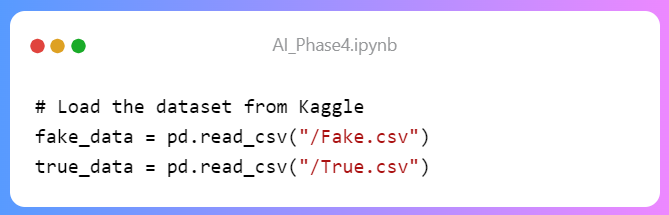 AI_Phase4.ipynb
# Load the dataset from Kaggle
fake_data = pd.read_csv("/Fake.csv")
true_data = pd.read_csv("/True.csv")